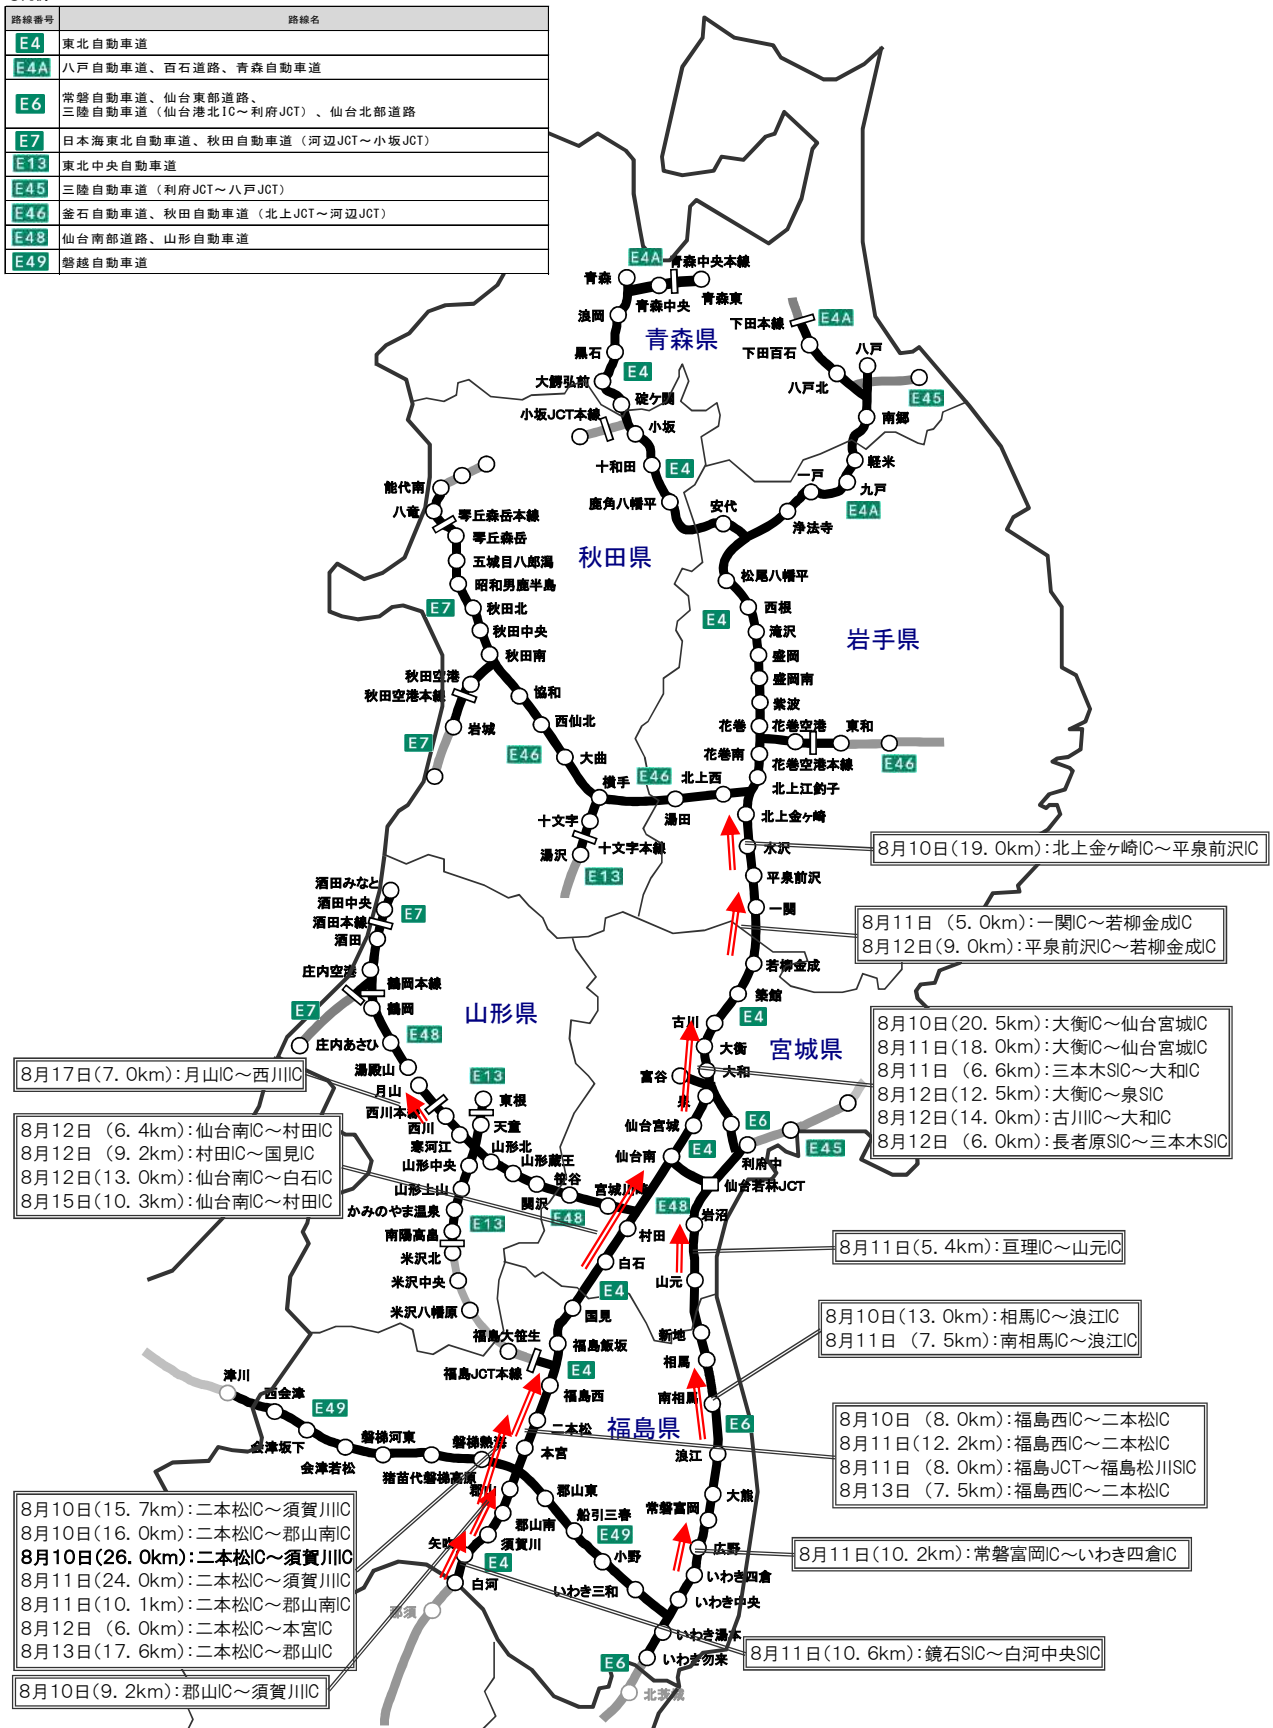 路線番号 路線名
E4 東北自動車道
E4A 八戸自動車道、百石道路、青森自動車道
E6 常磐自動車道、仙台東部道路、
三陸自動車道（仙台港北IC～利府JCT）、仙台北部道路
E7 日本海東北自動車道、秋田自動車道（河辺JCT～小坂JCT）
E13 東北中央自動車道
E45 三陸自動車道（利府JCT～八戸JCT）
E46 釜石自動車道、秋田自動車道（北上JCT～河辺JCT）
E48 仙台南部道路、山形自動車道
E49 磐越自動車道
E4A
青森中央本線
青森
青森中央
青森東
浪岡
青森県
下田本線
E4A
黒石
下田百石
八戸
E4
大鰐弘前
八戸北
碇ケ関
E45
小坂JCT本線
南郷
小坂
軽米
十和田
E4
一戸
九戸
能代南
鹿角八幡平
安代
E4A
八竜
琴丘森岳本線
浄法寺
琴丘森岳
秋田県
五城目八郎潟
松尾八幡平
昭和男鹿半島
E7
秋田北
西根
E4
秋田中央
滝沢
岩手県
秋田南
盛岡
秋田空港
盛岡南
秋田空港本線
協和
紫波
西仙北
花巻
花巻空港
東和
岩城
E7
E46
大曲
花巻南
花巻空港本線
E46
横手
E46
北上西
北上江釣子
十文字
湯田
北上金ヶ崎
湯沢
十文字本線
水沢
8月10日(19.0km):北上金ヶ崎IC～平泉前沢IC
E13
平泉前沢
酒田みなと
酒田中央
E7
一関
酒田本線
8月11日 (5.0km):一関IC～若柳金成IC
8月12日(9.0km):平泉前沢IC～若柳金成IC
酒田
庄内空港
若柳金成
鶴岡本線
築館
E7
鶴岡
山形県
古川
E4
8月10日(20.5km):大衡IC～仙台宮城IC
8月11日(18.0km):大衡IC～仙台宮城IC
8月11日 (6.6km):三本木SIC～大和IC
8月12日(12.5km):大衡IC～泉SIC
8月12日(14.0km):古川IC～大和IC
8月12日 (6.0km):長者原SIC～三本木SIC
庄内あさひ
E48
大衡
宮城県
湯殿山
8月17日(7.0km):月山IC～西川IC
E13
富谷
大和
月山
東根
泉
西川本線
天童
仙台宮城
E6
西川
E45
8月12日 (6.4km):仙台南IC～村田IC
8月12日 (9.2km):村田IC～国見IC
8月12日(13.0km):仙台南IC～白石IC
8月15日(10.3km):仙台南IC～村田IC
寒河江
山形北
E4
山形中央
山形蔵王
仙台南
利府中
笹谷
山形上山
関沢
宮城川崎
仙台若林JCT
かみのやま温泉
E48
E48
岩沼
南陽高畠
E13
村田
米沢北
白石
8月11日(5.4km):亘理IC～山元IC
米沢中央
山元
E4
米沢八幡原
国見
8月10日(13.0km):相馬IC～浪江IC
8月11日 (7.5km):南相馬IC～浪江IC
福島大笹生
福島飯坂
新地
福島JCT本線
E4
相馬
津川
西会津
福島西
南相馬
E49
福島県
E6
8月10日 (8.0km):福島西IC～二本松IC
8月11日(12.2km):福島西IC～二本松IC
8月11日 (8.0km):福島JCT～福島松川SIC
8月13日 (7.5km):福島西IC～二本松IC
会津坂下
磐梯河東
磐梯熱海
二本松
会津若松
本宮
浪江
猪苗代磐梯高原
郡山
郡山東
大熊
8月10日(15.7km):二本松IC～須賀川IC
8月10日(16.0km):二本松IC～郡山南IC
8月10日(26.0km):二本松IC～須賀川IC
8月11日(24.0km):二本松IC～須賀川IC
8月11日(10.1km):二本松IC～郡山南IC
8月12日 (6.0km):二本松IC～本宮IC
8月13日(17.6km):二本松IC～郡山IC
船引三春
常磐富岡
郡山南
E49
矢吹
須賀川
小野
広野
8月11日(10.2km):常磐富岡IC～いわき四倉IC
E4
白河
いわき三和
いわき四倉
いわき中央
那須
いわき湯本
8月11日(10.6km):鏡石SIC～白河中央SIC
E6
いわき勿来
8月10日(9.2km):郡山IC～須賀川IC
北茨城